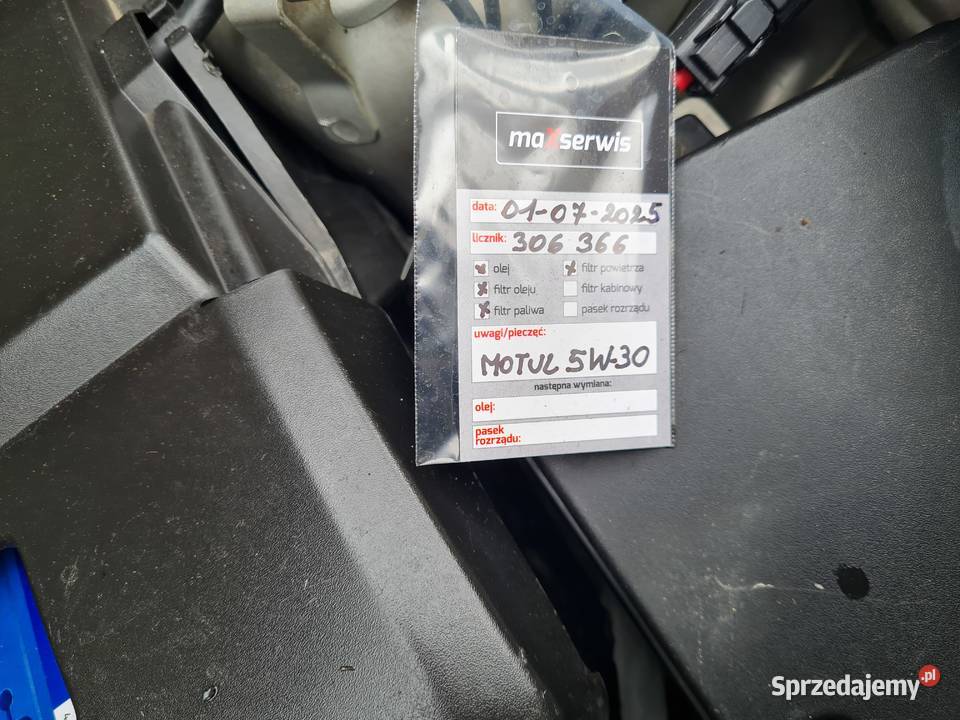 maXserwis
data: 01-07-2025
licznik: 306 366
olej filtr powietrza
filtr oleju filtr kabinowy
filtr paliwa pasek rozrządu
uwagi/pieczęć:
MOTUL 5W-30
następna wymiana:
olej:
pasek
rozrządu:
Sprzedajemy.pl